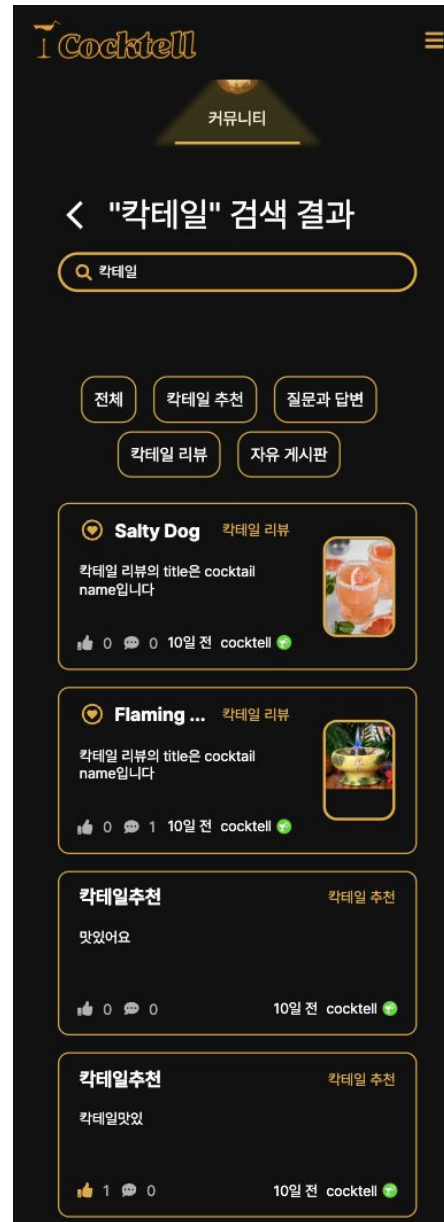 Cocktell
커뮤니티
"칵테일" 검색 결과
칵테일
전체 칵테일 추천 질문과 답변
칵테일 리뷰 자유 게시판
Salty Dog 칵테일 리뷰
칵테일 리뷰의 title은 cocktail
name입니다
0 0 10일 전 cocktell
Flaming ... 칵테일 리뷰
칵테일 리뷰의 title은 cocktail
name입니다
0 1 10일 전 cocktell
칵테일추천 칵테일 추천
맛있어요
0 0 10일 전 cocktell
칵테일추천 칵테일 추천
칵테일맛있
1 0 10일 전 cocktell